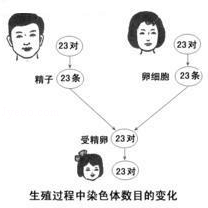 23对 23对
精子 23条 卵细胞 23条
受精卵 23对
23对
生殖过程中染色体数目的变化